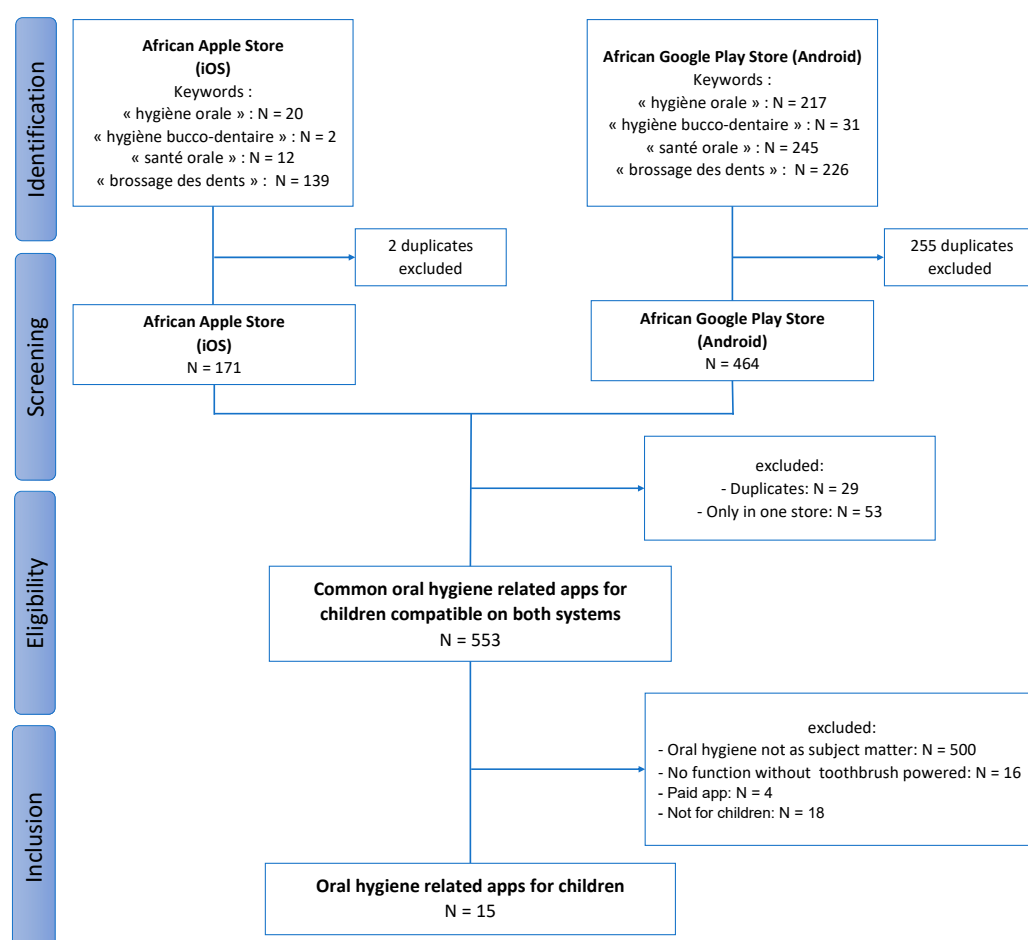 Identification
African Apple Store
(iOS)
Keywords :
« hygiène orale » : N = 20
« hygiène bucco-dentaire » : N = 2
« santé orale » : N = 12
« brossage des dents » :  N = 139
African Google Play Store (Android)
Keywords :
« hygiène orale » : N = 217
« hygiène bucco-dentaire » : N = 31
« santé orale » : N = 245
« brossage des dents » :  N = 226
2 duplicates
excluded
255 duplicates
excluded
Screening
African Apple Store
(iOS)
N = 171
African Google Play Store
(Android)
N = 464
excluded:
- Duplicates: N = 29
- Only in one store: N = 53
Eligibility
Common oral hygiene related apps for
children compatible on both systems
N = 553
excluded:
- Oral hygiene not as subject matter: N = 500
- No function without  toothbrush powered: N = 16
- Paid app: N = 4
- Not for children: N = 18
Inclusion
Oral hygiene related apps for children
N = 15